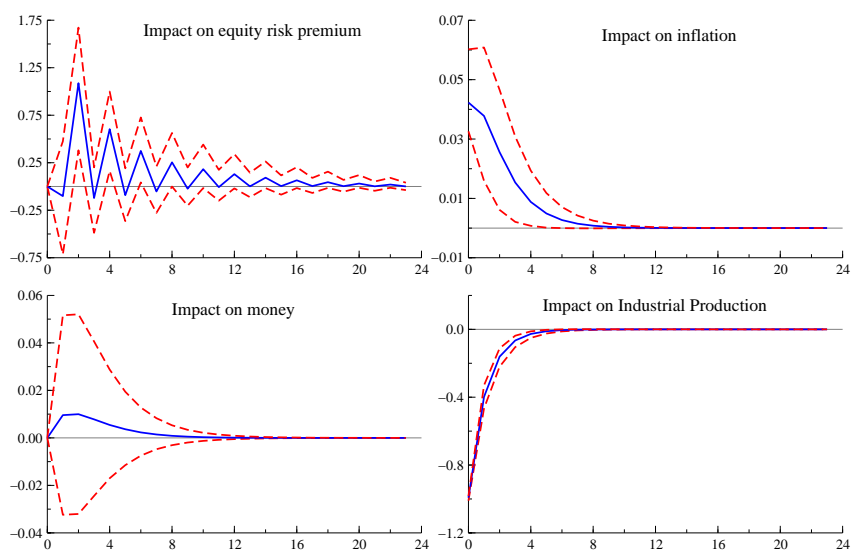 Impact on equity risk premium
1.75
1.25
0.75
0.25
−0.25
−0.75
0 4 8 12 16 20 24
Impact on inflation
0.07
0.05
0.03
0.01
−0.01
0 4 8 12 16 20 24
Impact on money
0.06
0.04
0.02
0.00
−0.02
−0.04
0 4 8 12 16 20 24
Impact on Industrial Production
0.0
−0.4
−0.8
−1.2
0 4 8 12 16 20 24